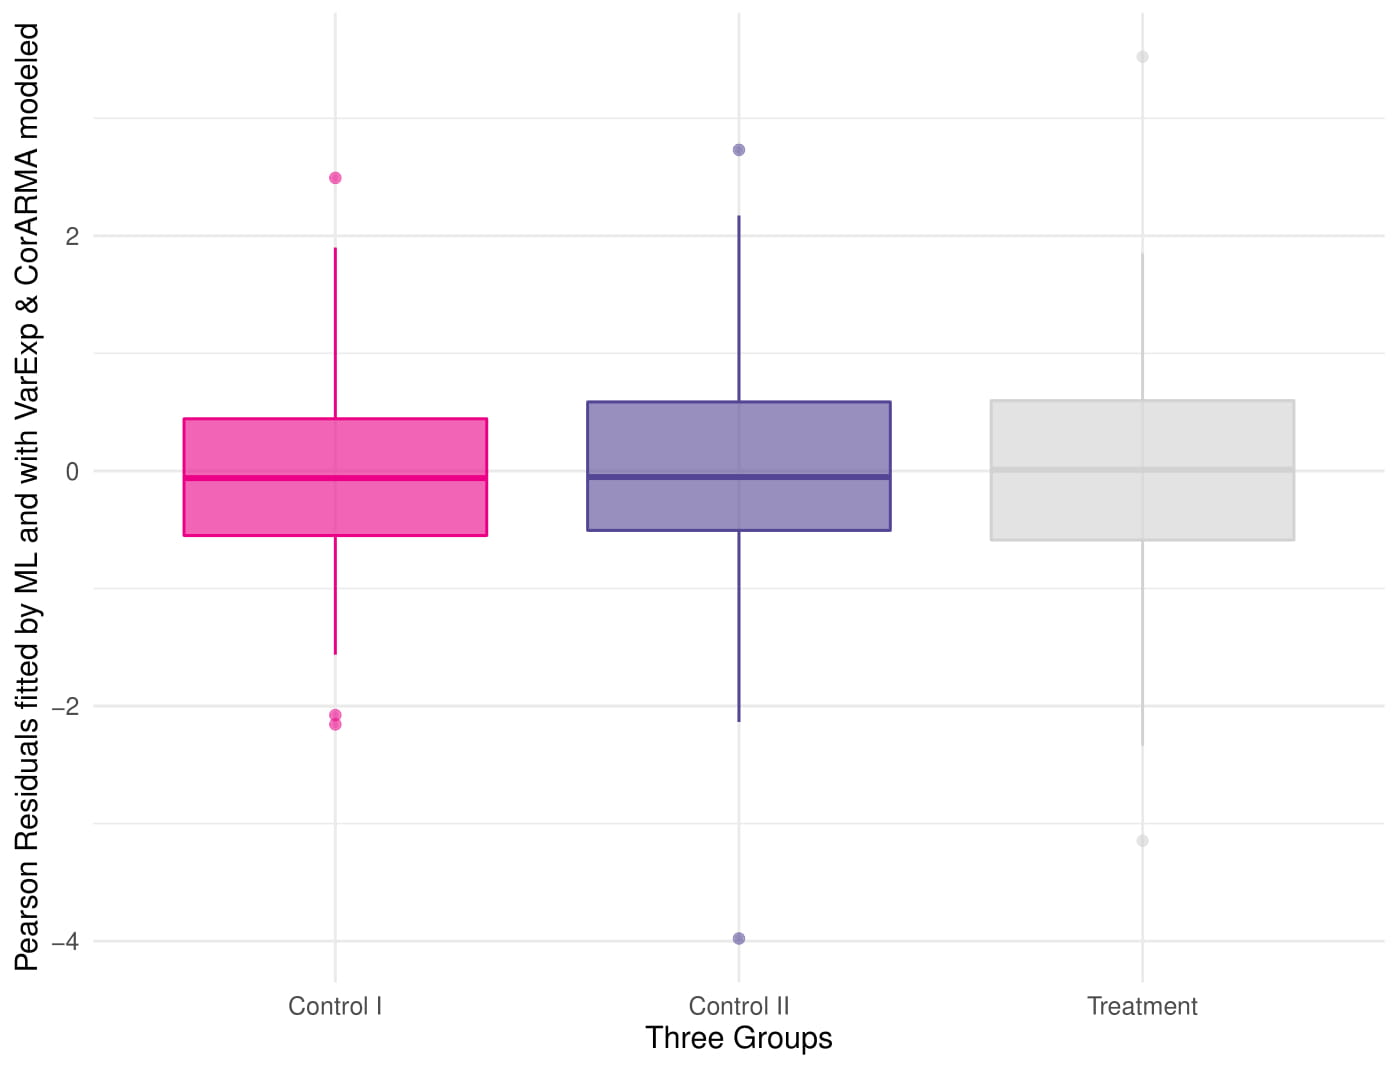 Pearson Residuals fitted by ML and with VarExp & CorARMA modeled
2
0
−2
−4
Control I
Control II
Treatment
Three Groups